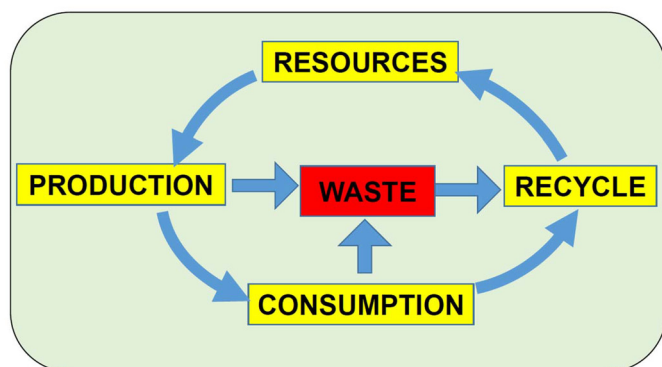 RESOURCES
PRODUCTION
WASTE
RECYCLE
CONSUMPTION